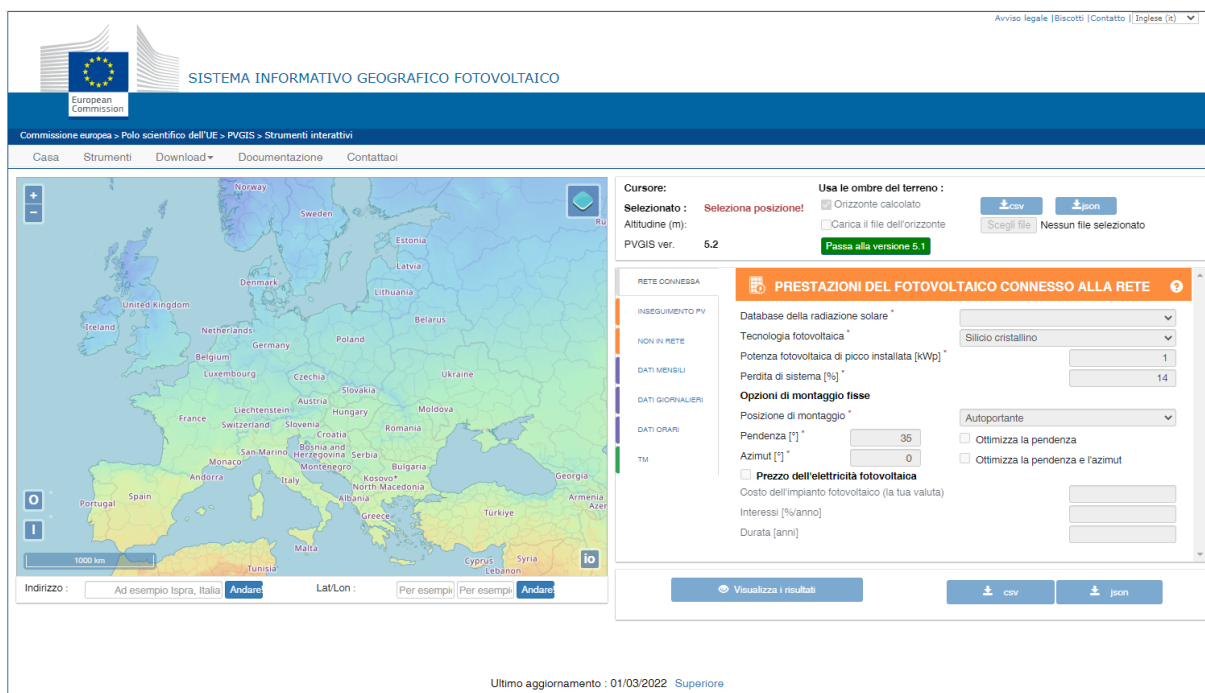 Avviso legale |Biscotti |Contatto | Inglese (it)
European
Commission
SISTEMA INFORMATIVO GEOGRAFICO FOTOVOLTAICO
Commissione europea > Polo scientifico dell'UE > PVGIS > Strumenti interattivi
Casa Strumenti Download Documentazione Contattaci
+
−
Norway
Sweden
Ru
Estonia
Latvia
Denmark
Lithuania
United Kingdom
Belarus
Ireland
Netherlands
Poland
Germany
Belgium
Luxembourg
Czechia
Ukraine
Slovakia
Austria
Liechtenstein
Hungary
Moldova
France
Switzerland
Slovenia
Romania
Croatia
Bosnia and
Herzegovina
San Marino
Serbia
Monaco
Montenegro
Bulgaria
Andorra
Italy
Kosovo*
Georgia
North Macedonia
Spain
Portugal
Albania
Armenia
Azer
Greece
Türkiye
Malta
Cyprus
Syria
Tunisia
Lebanon
O
I
1000 km
io
Indirizzo : Ad esempio Ispra, Italia Andare! Lat/Lon : Per esempi Per esempi Andare!
Cursore:
Selezionato : Seleziona posizione!
Altitudine (m):
PVGIS ver. 5.2
Usa le ombre del terreno :
Orizzonte calcolato
Carica il file dell'orizzonte
Passa alla versione 5.1
csv json
Scegli file Nessun file selezionato
RETE CONNESSA
INSEGUIMENTO PV
NON IN RETE
DATI MENSILI
DATI GIORNALIERI
DATI ORARI
TM
PRESTAZIONI DEL FOTOVOLTAICO CONNESSO ALLA RETE ?
Database della radiazione solare *
Tecnologia fotovoltaica * Silicio cristallino
Potenza fotovoltaica di picco installata [kWp] * 1
Perdita di sistema [%] * 14
Opzioni di montaggio fisse
Posizione di montaggio * Autoportante
Pendenza [°] * 35 Ottimizza la pendenza
Azimut [°] * 0 Ottimizza la pendenza e l'azimut
Prezzo dell'elettricità fotovoltaica
Costo dell'impianto fotovoltaico (la tua valuta)
Interessi [%/anno]
Durata [anni]
Visualizza i risultati csv json
Ultimo aggiornamento : 01/03/2022 Superiore